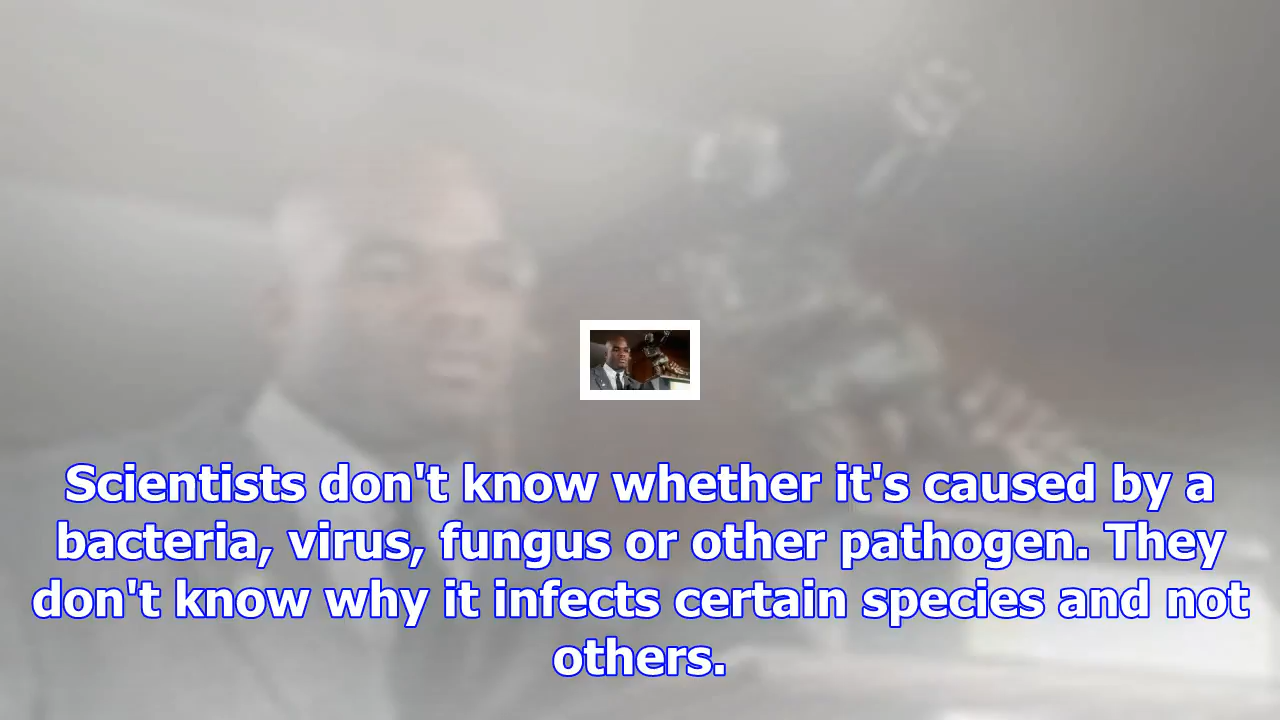 Scientists don't know whether it's caused by a
bacteria, virus, fungus or other pathogen. They
don't know why it infects certain species and not
others.